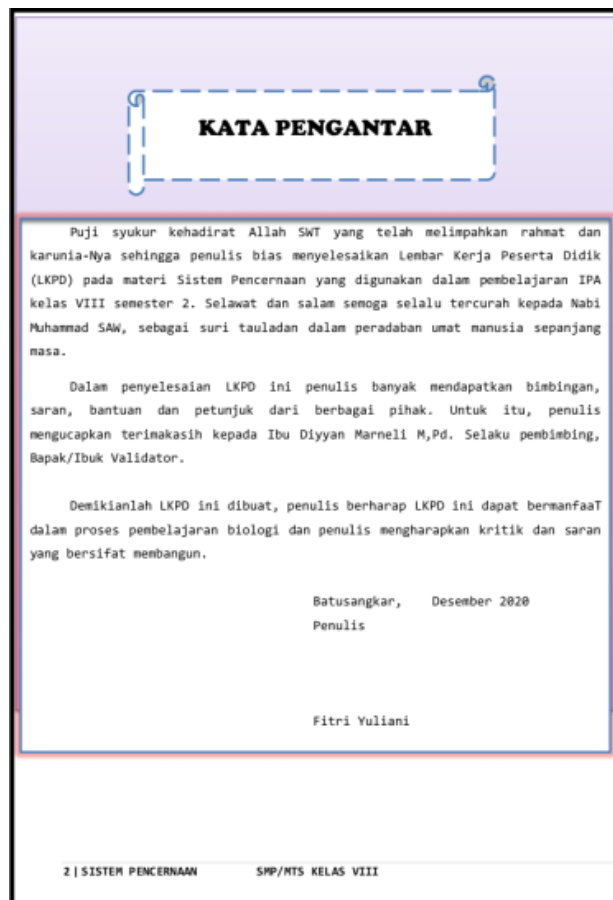 KATA PENGANTAR
Puji syukur kehadirat Allah SWT yang telah melimpahkan rahmat dan
karunia-Nya sehingga penulis bias menyelesaikan Lembar Kerja Peserta Didik
(LKPD) pada materi Sistem Pencernaan yang digunakan dalam pembelajaran IPA
kelas VIII semester 2. Selawat dan salam semoga selalu tercurah kepada Nabi
Muhammad SAW, sebagai suri tauladan dalam peradaban umat manusia sepanjang
masa.
Dalam penyelesaian LKPD ini penulis banyak mendapatkan bimbingan,
saran, bantuan dan petunjuk dari berbagai pihak. Untuk itu, penulis
mengucapkan terimakasih kepada Ibu Diyyan Marneli M,Pd. Selaku pembimbing,
Bapak/Ibuk Validator.
Demikianlah LKPD ini dibuat, penulis berharap LKPD ini dapat bermanfaaT
dalam proses pembelajaran biologi dan penulis mengharapkan kritik dan saran
yang bersifat membangun.
Batusangkar, Desember 2020
Penulis
Fitri Yuliani
2|SISTEM PENCERNAAN SMP/MTS KELAS VIII